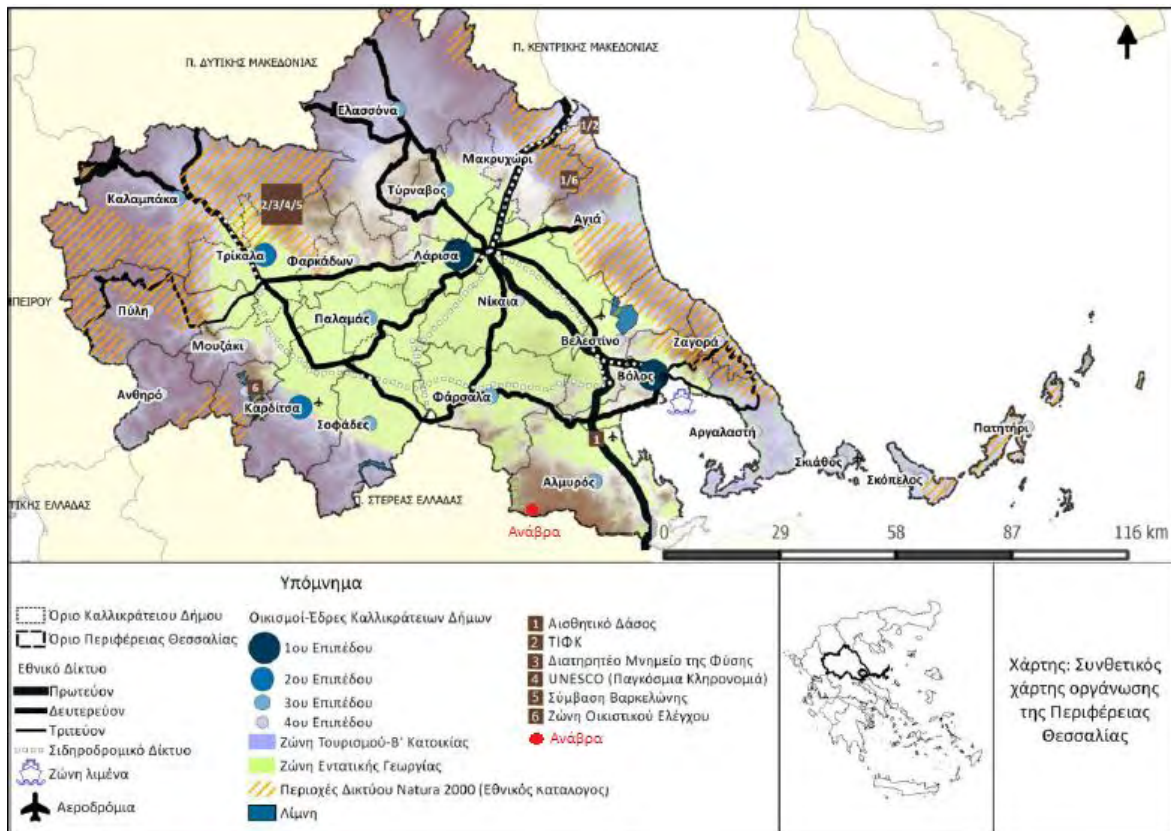 Π. ΔΥΤΙΚΗΣ ΜΑΚΕΔΟΝΙΑΣ
Π. ΚΕΝΤΡΙΚΗΣ ΜΑΚΕΔΟΝΙΑΣ
Ελασσόνα
1/2
Μακρυχώρι
1/6
Καλαμπάκα
2/3/4/5
Τύρναβος
Αγιά
Τρίκαλα
Φαρκάδων
Λάρισα
Νίκαια
ΜΠΕΙΡΟΥ
Πύλη
Παλαμάς
Βελεστίνο
Ζαγορά
Μουζάκι
Βόλος
Ανθηρό
6
Καρδίτσα
Φάρσαλα
Σοφάδες
1
Αργαλαστή
Πατητήρι
Σκιάθος
Σκόπελος
Αλμυρός
ΤΙΚΗΣ ΕΛΛΑΔΑΣ
Π. ΣΤΕΡΕΑΣ ΕΛΛΑΔΑΣ
Ανάβρα
0 29 58 87 116 km
Υπόμνημα
Όριο Καλλικράτειου Δήμου
Όριο Περιφέρειας Θεσσαλίας
Εθνικό Δίκτυο
Πρωτεύον
Δευτερεύον
Τριτεύον
Σιδηροδρομικό Δίκτυο
Ζώνη λιμένα
Αεροδρόμια
Οικισμοί-Έδρες Καλλικράτειων Δήμων
1ου Επιπέδου
2ου Επιπέδου
3ου Επιπέδου
4ου Επιπέδου
Ζώνη Τουρισμού-Β' Κατοικίας
Ζώνη Εντατικής Γεωργίας
Περιοχές Δικτύου Natura 2000 (Εθνικός κατάλογος)
Λίμνη
1 Αισθητικό Δάσος
2 ΤΙΦΚ
3 Διατηρητέο Μνημείο της Φύσης
4 UNESCO (Παγκόσμια Κληρονομιά)
5 Σύμβαση Βαρκελώνης
6 Ζώνη Οικιστικού Ελέγχου
Ανάβρα
Χάρτης: Συνθετικός
χάρτης οργάνωσης
της Περιφέρειας
Θεσσαλίας